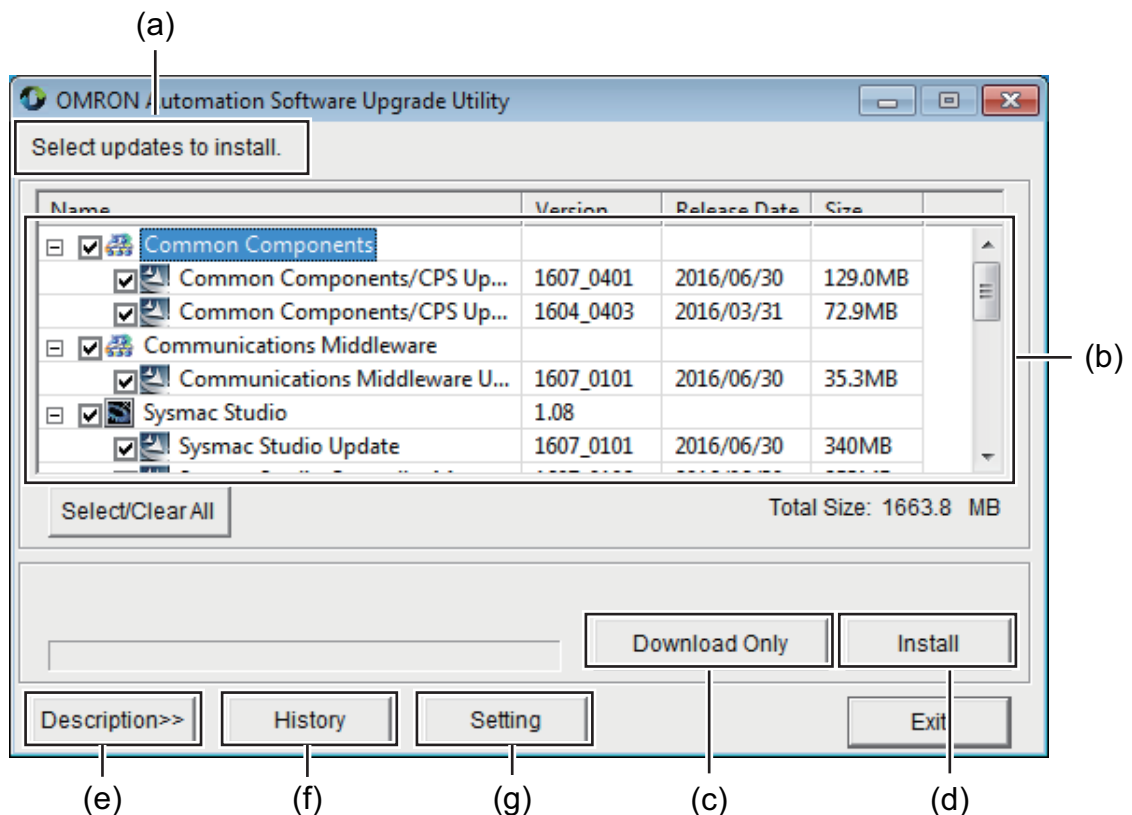 (a)
OMRON Automation Software Upgrade Utility
Select updates to install.
Name Version Release Date Size
Common Components
Common Components/CPS Up... 1607_0401 2016/06/30 129.0MB
Common Components/CPS Up... 1604_0403 2016/03/31 72.9MB
Communications Middleware
(b)
Communications Middleware U... 1607_0101 2016/06/30 35.3MB
Sysmac Studio 1.08
Sysmac Studio Update 1607_0101 2016/06/30 340MB
Select/Clear All Total Size: 1663.8 MB
Download Only Install
Description>> History Setting Exit
(e) (f) (g) (c) (d)